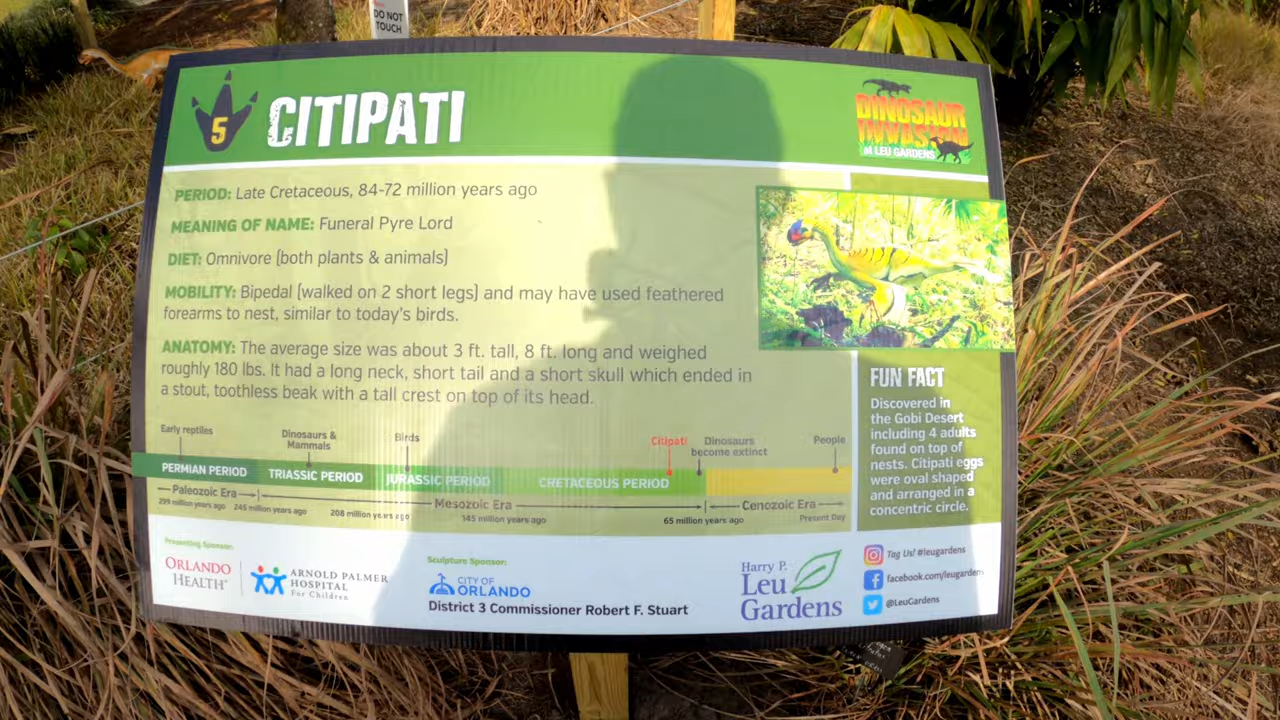 DO NOT
TOUCH
5
CITIPATI
DINOSAUR
INVASION
at LEU GARDENS
PERIOD: Late Cretaceous, 84-72 million years ago
MEANING OF NAME: Funeral Pyre Lord
DIET: Omnivore (both plants & animals)
MOBILITY: Bipedal (walked on 2 short legs) and may have used feathered
forearms to nest, similar to today's birds.
ANATOMY: The average size was about 3 ft. tall, 8 ft. long and weighed
roughly 180 lbs. It had a long neck, short tail and a short skull which ended in
a stout, toothless beak with a tall crest on top of its head.
FUN FACT
Discovered in
the Gobi Desert
including 4 adults
found on top of
nests. Citipati eggs
were oval shaped
and arranged in a
concentric circle.
Early reptiles
Dinosaurs &
Mammals
Birds
Citipati
Dinosaurs
become extinct
People
PERMIAN PERIOD
TRIASSIC PERIOD
JURASSIC PERIOD
CRETACEOUS PERIOD
Paleozoic Era
Mesozoic Era
Cenozoic Era
299 million years ago
245 million years ago
208 million years ago
145 million years ago
65 million years ago
Present Day
Presenting Sponsor:
ORLANDO
HEALTH
ARNOLD PALMER
HOSPITAL
For Children
Sculpture Sponsor:
CITY OF
ORLANDO
District 3 Commissioner Robert F. Stuart
Harry P.
Leu
Gardens
Tag Us! #leugardens
facebook.com/leugardens
@LeuGardens